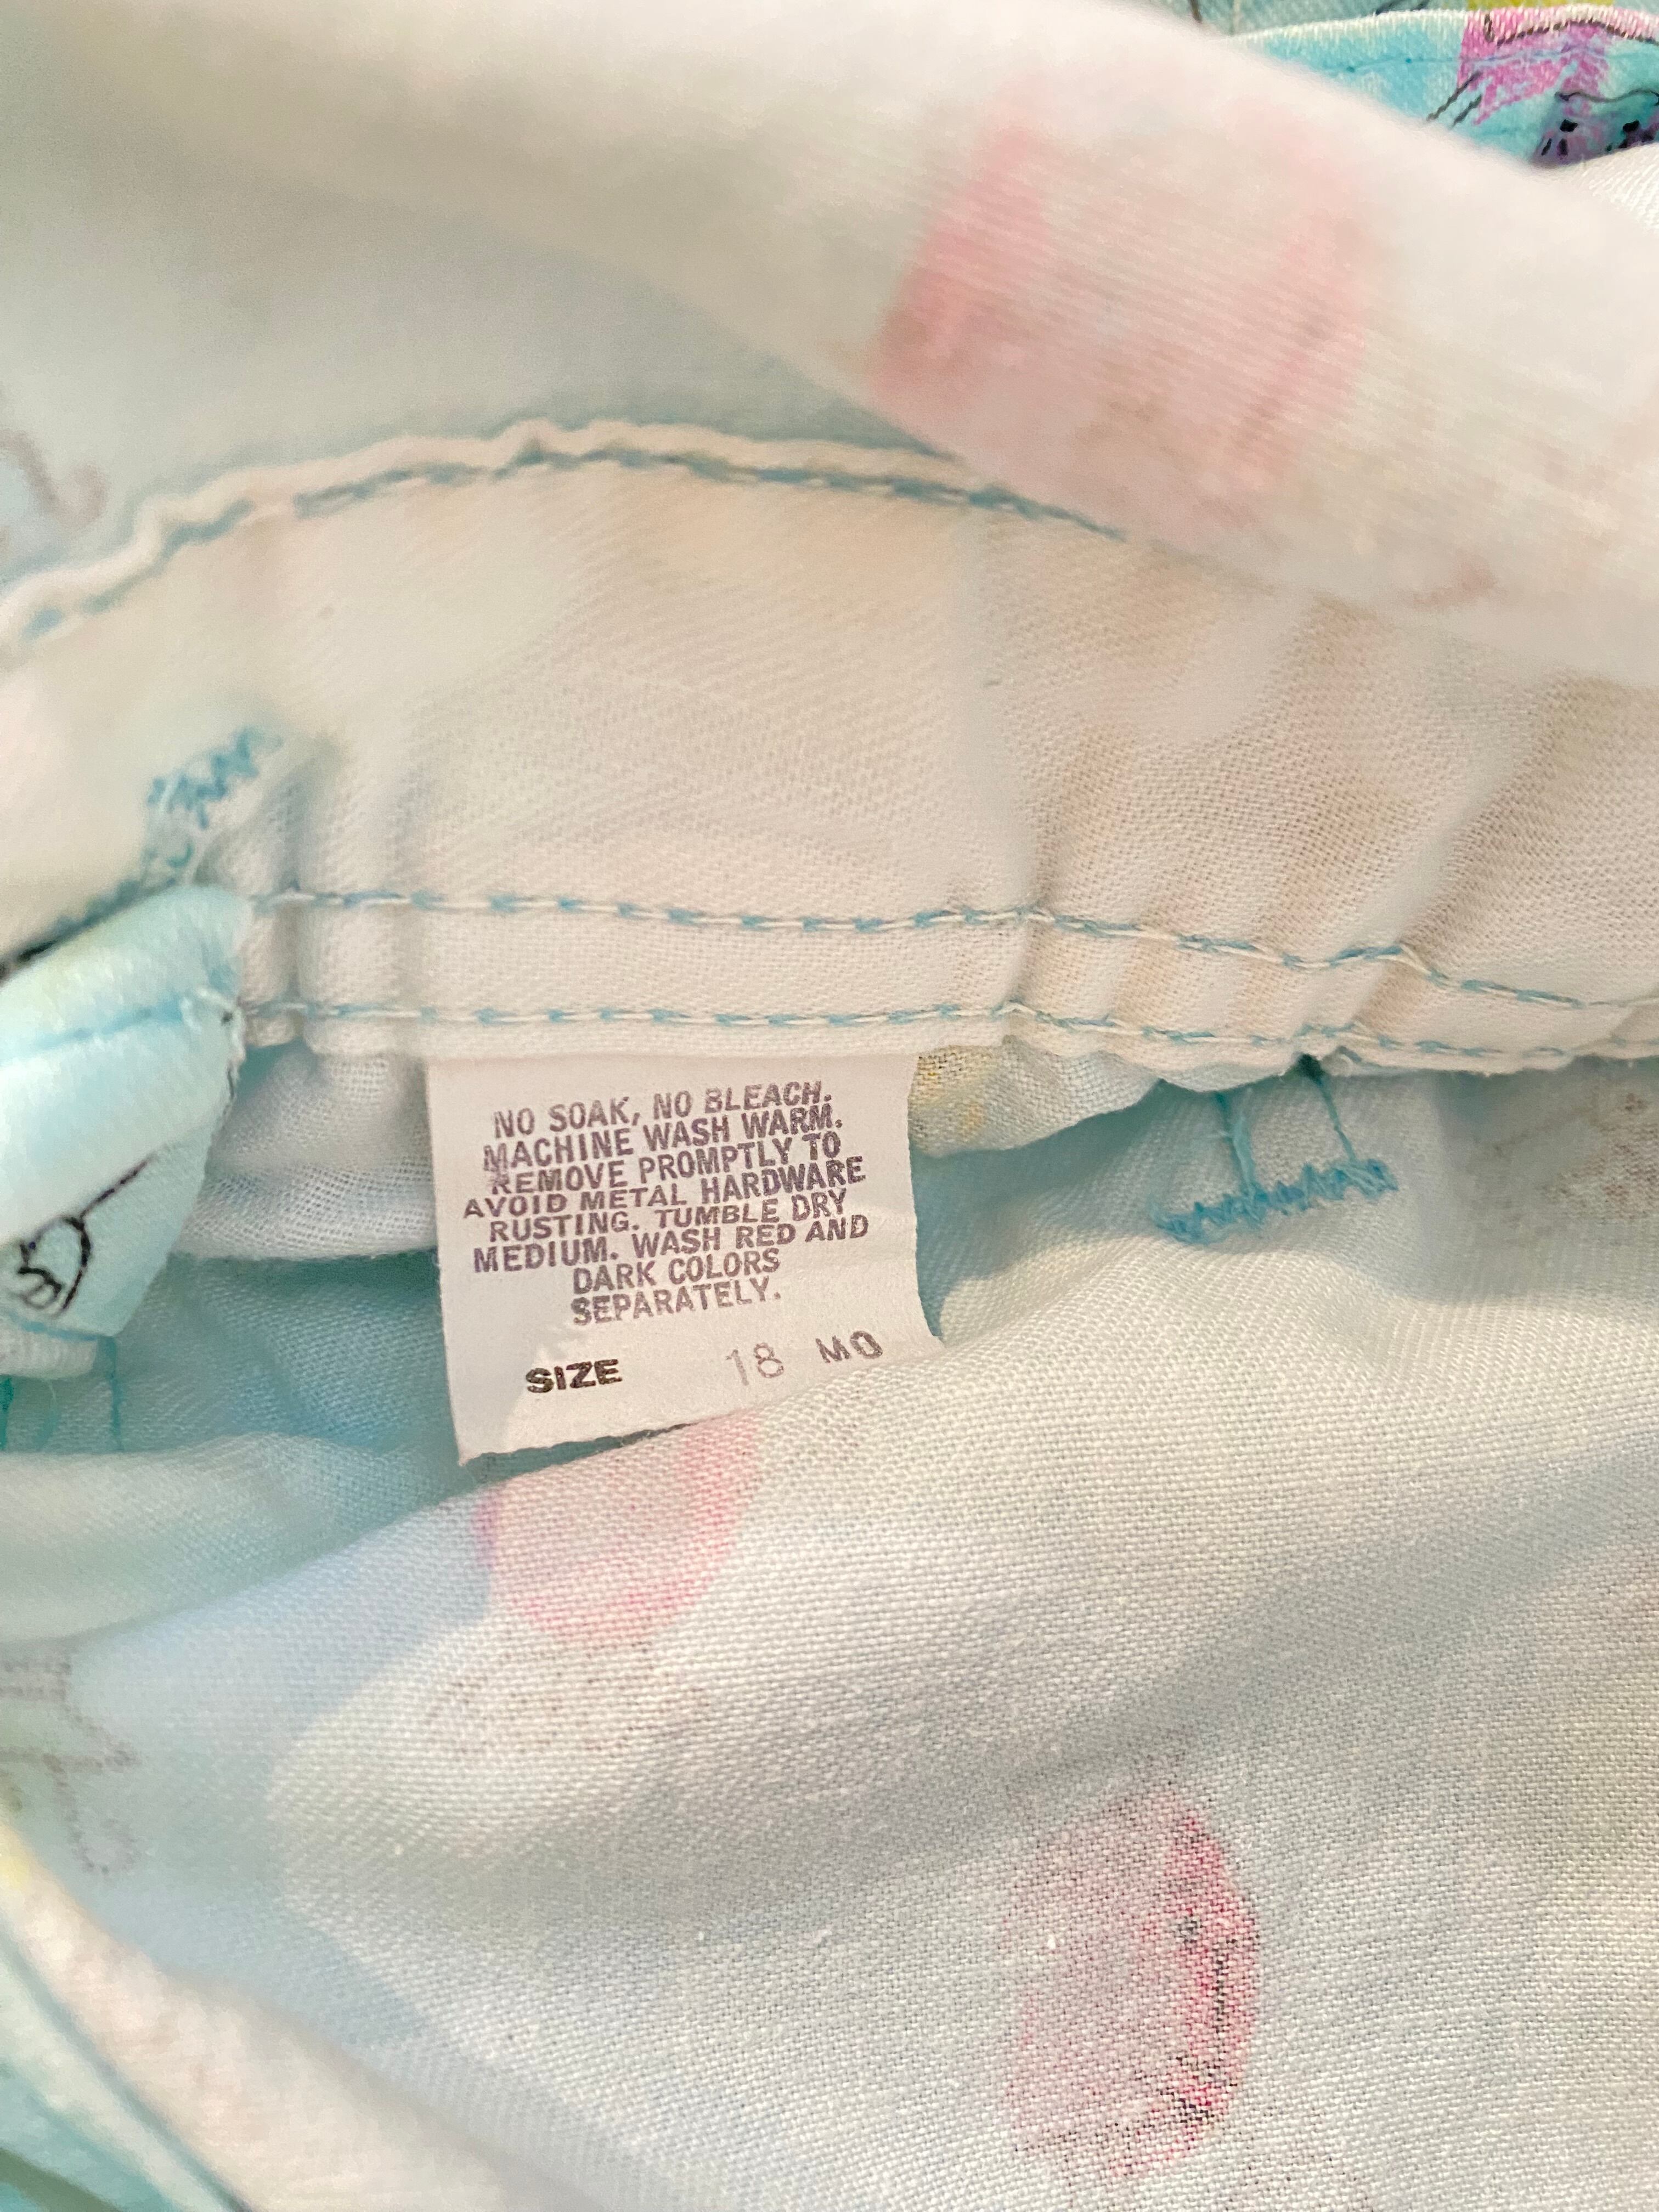 NO SOAK, NO BLEACH.
MACHINE WASH WARM.
REMOVE PROMPTLY TO
AVOID METAL HARDWARE
RUSTING. TUMBLE DRY
MEDIUM. WASH RED AND
DARK COLORS
SEPARATELY.
SIZE 18 MO